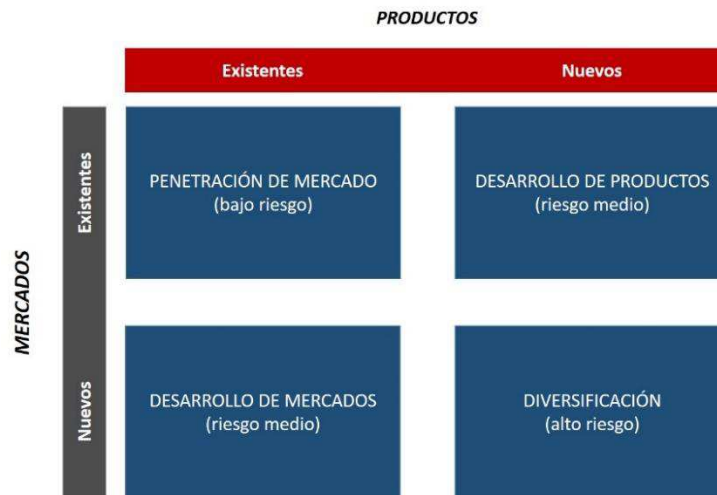 PRODUCTOS
Existentes
Nuevos
MERCADOS
Existentes
PENETRACIÓN DE MERCADO
(bajo riesgo)
DESARROLLO DE PRODUCTOS
(riesgo medio)
Nuevos
DESARROLLO DE MERCADOS
(riesgo medio)
DIVERSIFICACIÓN
(alto riesgo)